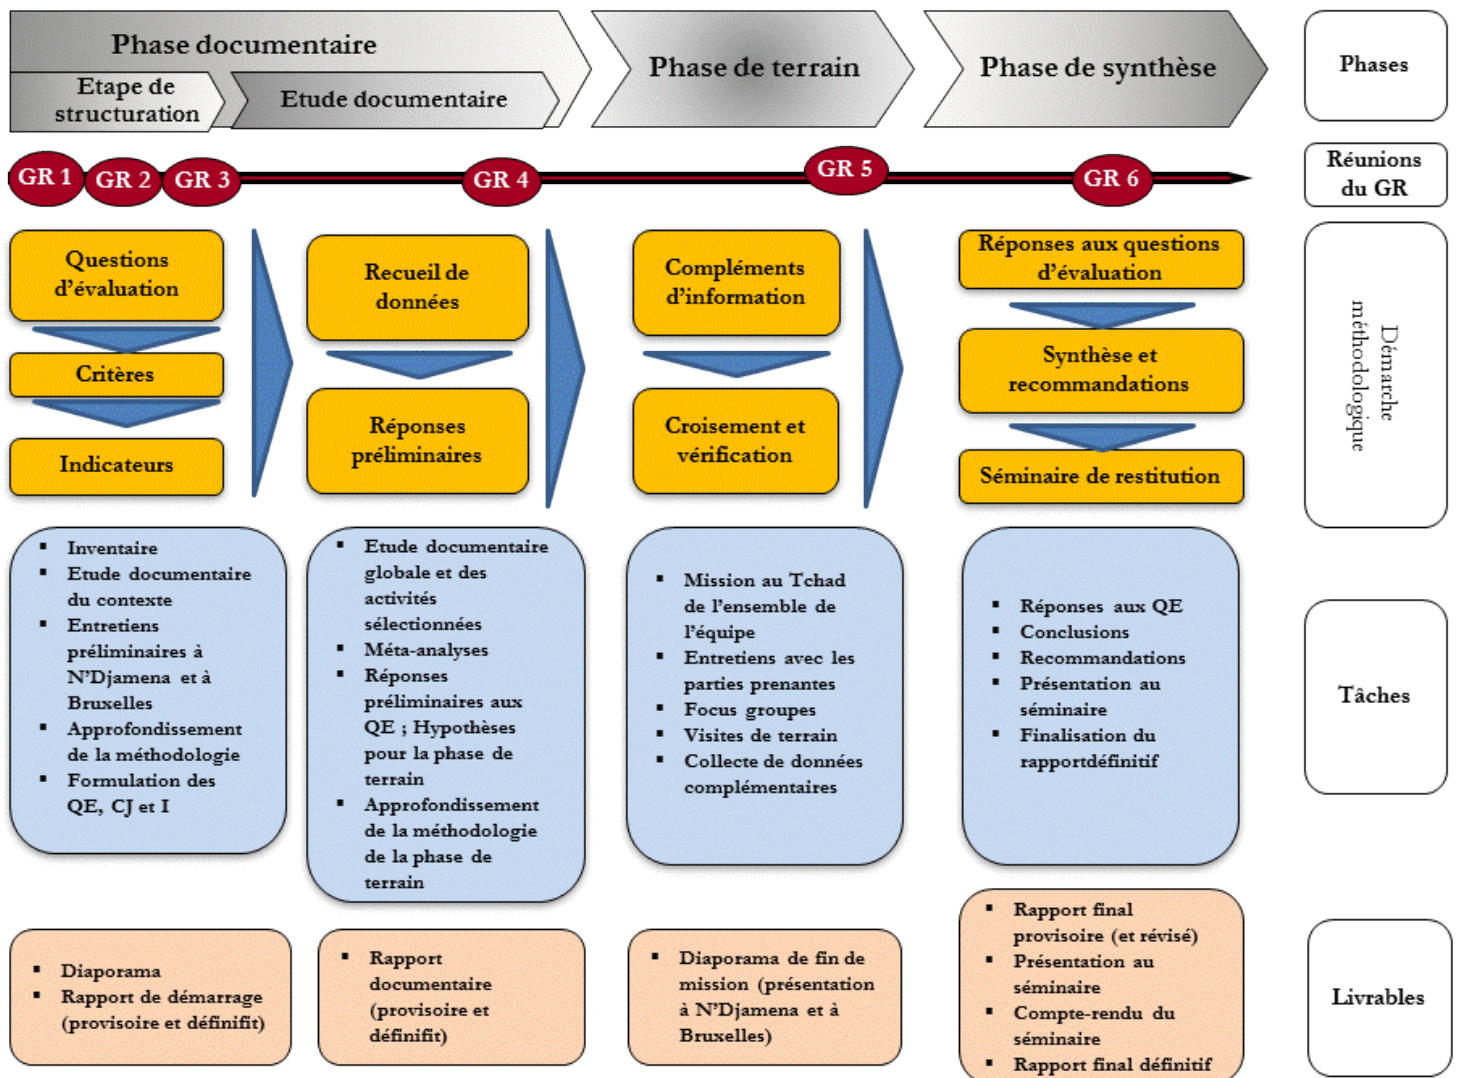 Phase documentaire
Etape de
structuration
Etude documentaire
Phase de terrain
Phase de synthèse
Phases
GR 1
GR 2
GR 3
GR 4
GR 5
GR 6
Réunions
du GR
Questions
d’évaluation
Critères
Indicateurs
Recueil de
données
Réponses
préliminaires
Compléments
d’information
Croisement et
vérification
Réponses aux questions
d’évaluation
Synthèse et
recommandations
Séminaire de restitution
Démarche
méthodologique
▪ Inventaire
▪ Etude documentaire
du contexte
▪ Entretiens
préliminaires à
N’Djamena et à
Bruxelles
▪ Approfondissement
de la méthodologie
▪ Formulation des
QE, CJ et I
▪ Etude documentaire
globale et des
activités
sélectionnées
▪ Méta-analyses
▪ Réponses
préliminaires aux
QE ; Hypothèses
pour la phase de
terrain
▪ Approfondissement
de la méthodologie
de la phase de
terrain
▪ Mission au Tchad
de l’ensemble de
l’équipe
▪ Entretiens avec les
parties prenantes
▪ Focus groupes
▪ Visites de terrain
▪ Collecte de données
complémentaires
▪ Réponses aux QE
▪ Conclusions
▪ Recommandations
▪ Présentation au
séminaire
▪ Finalisation du
rapportdéfinitif
Tâches
▪ Diaporama
▪ Rapport de démarrage
(provisoire et définifit)
▪ Rapport
documentaire
(provisoire et
définifit)
▪ Diaporama de fin de
mission (présentation
à N’Djamena et à
Bruxelles)
▪ Rapport final
provisoire (et révisé)
▪ Présentation au
séminaire
▪ Compte-rendu du
séminaire
▪ Rapport final définitif
Livrables